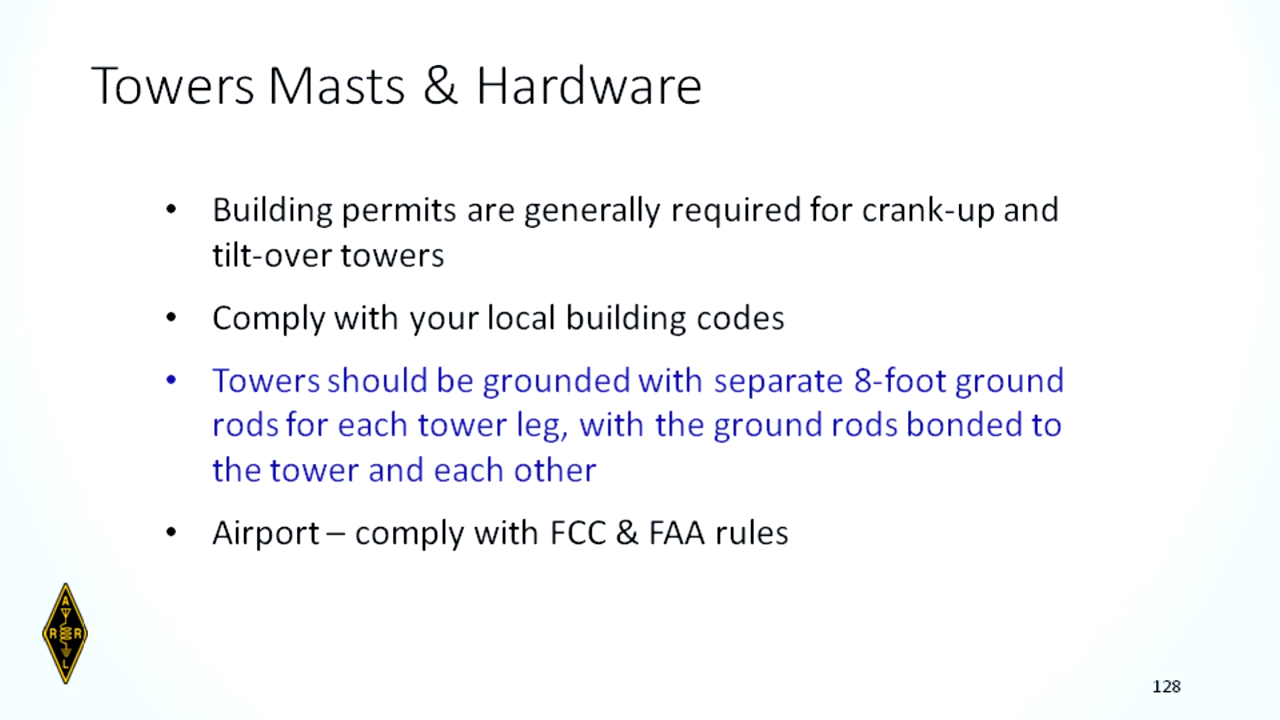 Towers Masts & Hardware
• Building permits are generally required for crank-up and
tilt-over towers
• Comply with your local building codes
• Towers should be grounded with separate 8-foot ground
rods for each tower leg, with the ground rods bonded to
the tower and each other
• Airport – comply with FCC & FAA rules
A
R R
L
128